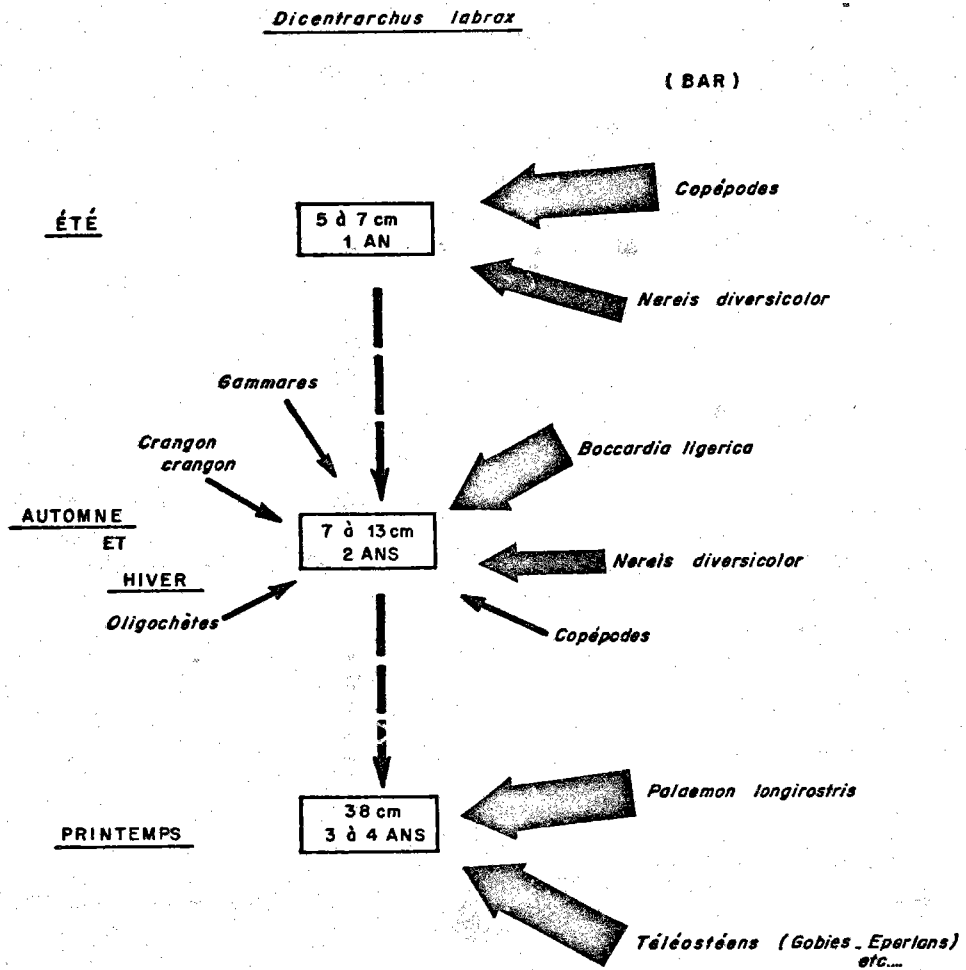 Dicentrarchus labrax
(BAR)
Copépodes
ÉTÉ
5 à 7 cm
1 AN
Nereis diversicolor
Gammares
Crangon
crangon
Boccardia ligerica
AUTOMNE
ET
HIVER
7 à 13 cm
2 ANS
Nereis diversicolor
Oligochètes
Copépodes
PRINTEMPS
38 cm
3 à 4 ANS
Palaemon longirostris
Téléostéens (Gobies - Eperlans)
etc....